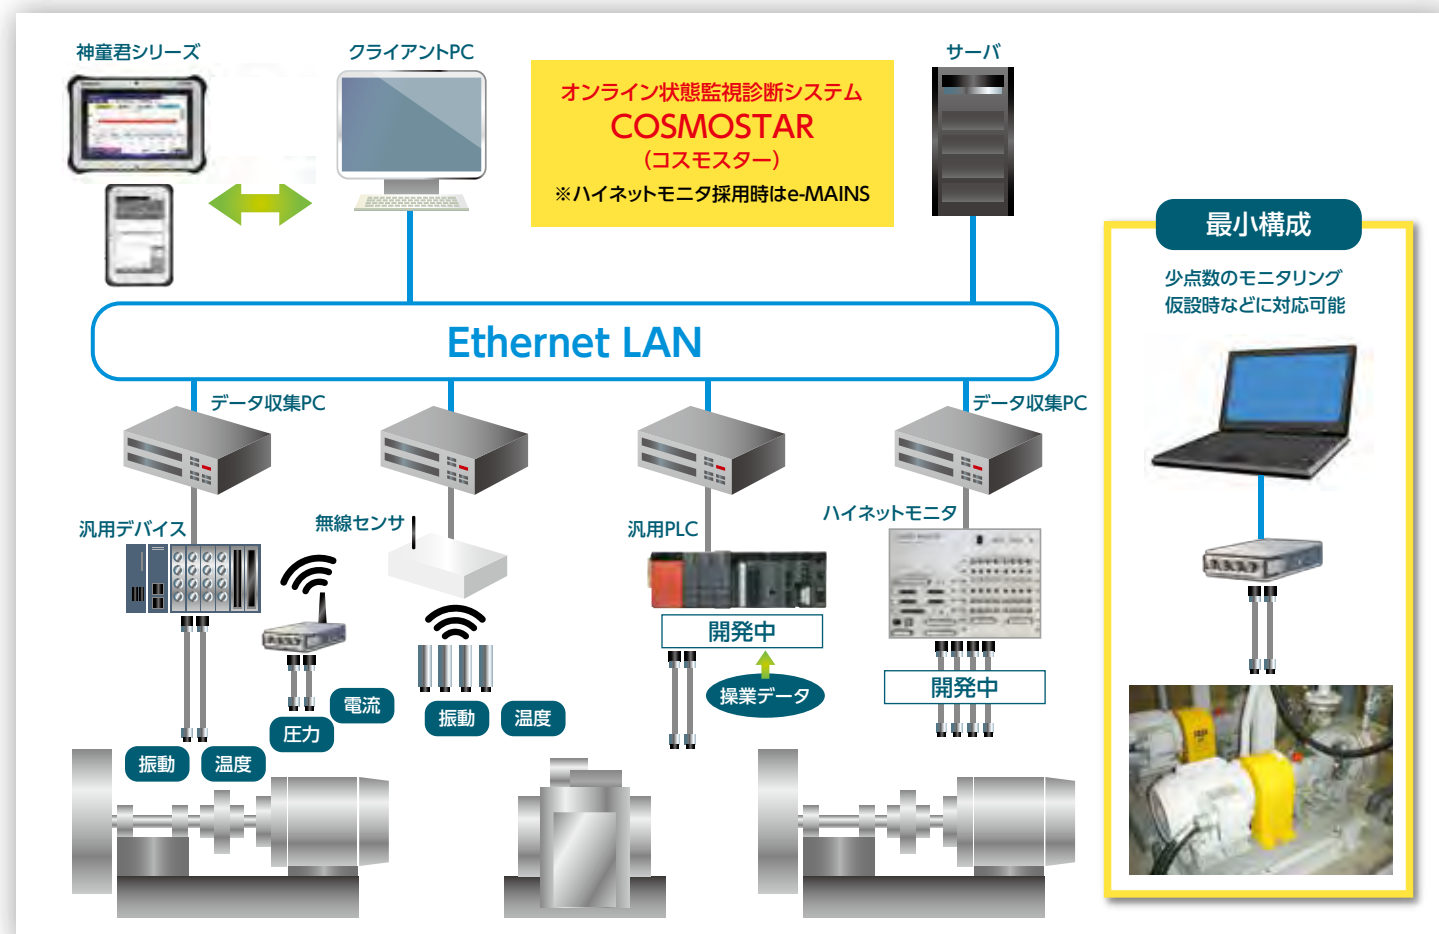 神童君シリーズ
クライアントPC
サーバ
オンライン状態監視診断システム
COSMOSTAR
(コスモスター)
※ハイネットモニタ採用時はe-MAINS
最小構成
少点数のモニタリング
仮設時などに対応可能
Ethernet LAN
データ収集PC
データ収集PC
汎用デバイス
無線センサ
汎用PLC
ハイネットモニタ
開発中
開発中
操業データ
電流
圧力
振動
温度
振動
温度